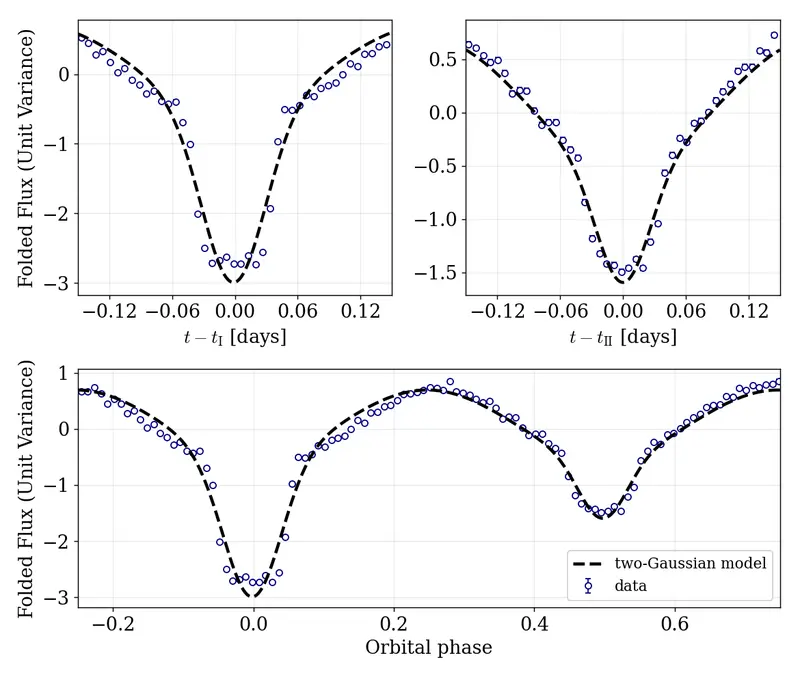 Folded Flux (Unit Variance)
0
−1
−2
−3
−0.12 −0.06 0.00 0.06 0.12
t − tI [days]
0.5
0.0
−0.5
−1.0
−1.5
−0.12 −0.06 0.00 0.06 0.12
t − tII [days]
Folded Flux (Unit Variance)
1
0
−1
−2
−3
−0.2 0.0 0.2 0.4 0.6
Orbital phase
two-Gaussian model
data